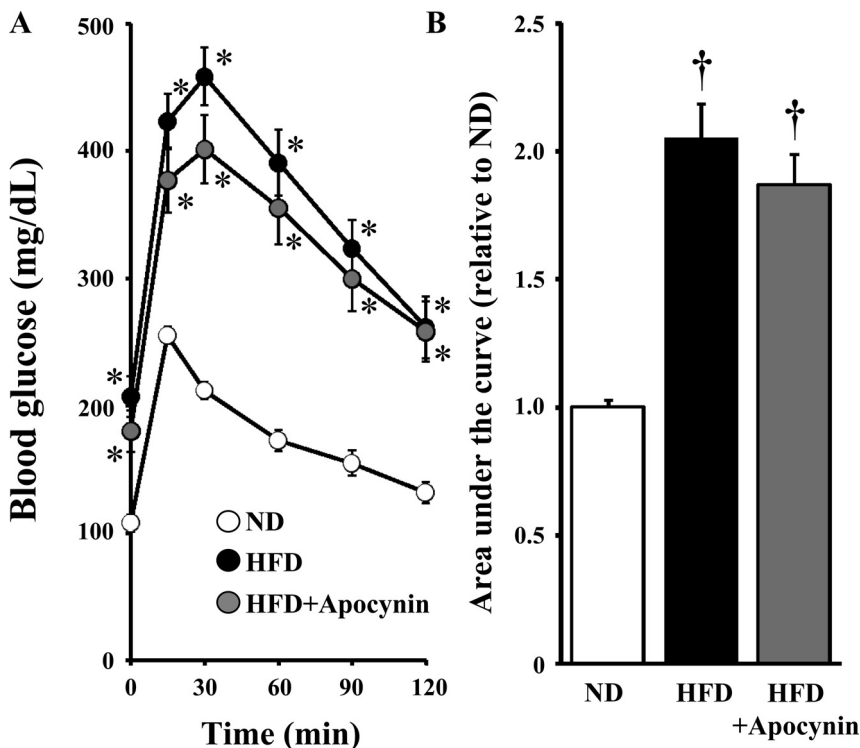 A
Blood glucose (mg/dL)
500
400
300
200
100
0
* * *
* * *
* *
* *
* *
*
*
ND
HFD
HFD+Apocynin
0 30 60 90 120
Time (min)
B
Area under the curve (relative to ND)
2.5
2.0
1.5
1.0
0.5
0
† †
ND HFD HFD
+Apocynin